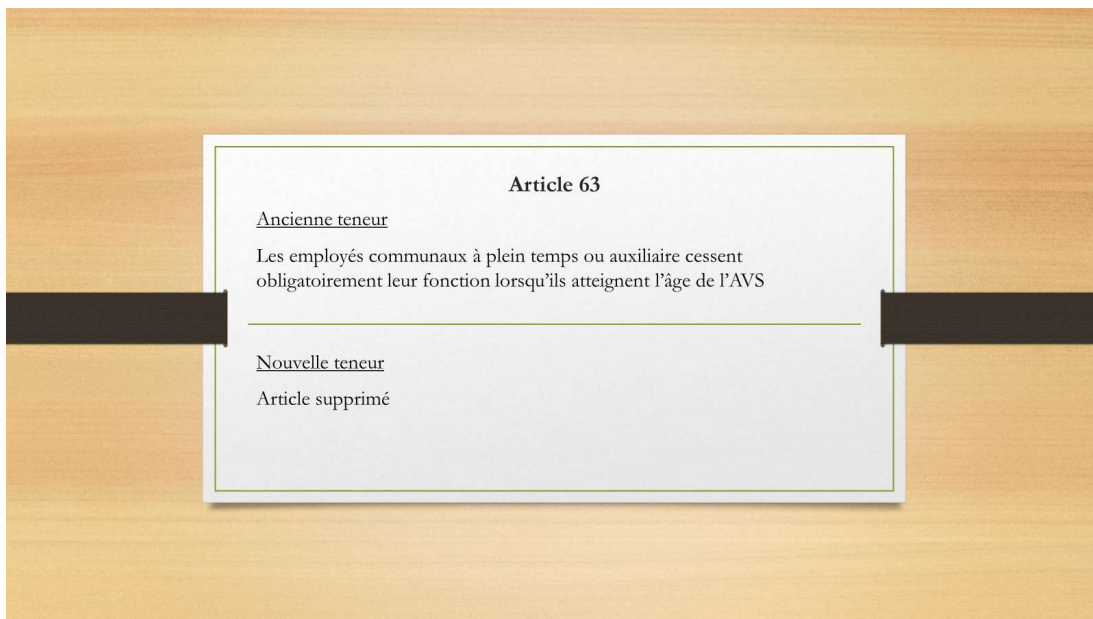 Article 63
Ancienne teneur
Les employés communaux à plein temps ou auxiliaire cessent
obligatoirement leur fonction lorsqu’ils atteignent l’âge de l’AVS
Nouvelle teneur
Article supprimé